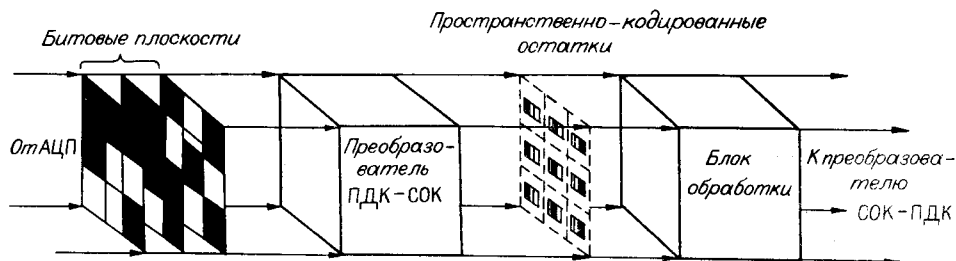 Пространственно-кодированные
остатки
Битовые плоскости
От АЦП
Преобразо-
ватель
ПДК-СОК
Блок
обработки
К преобразова-
телю
СОК-ПДК